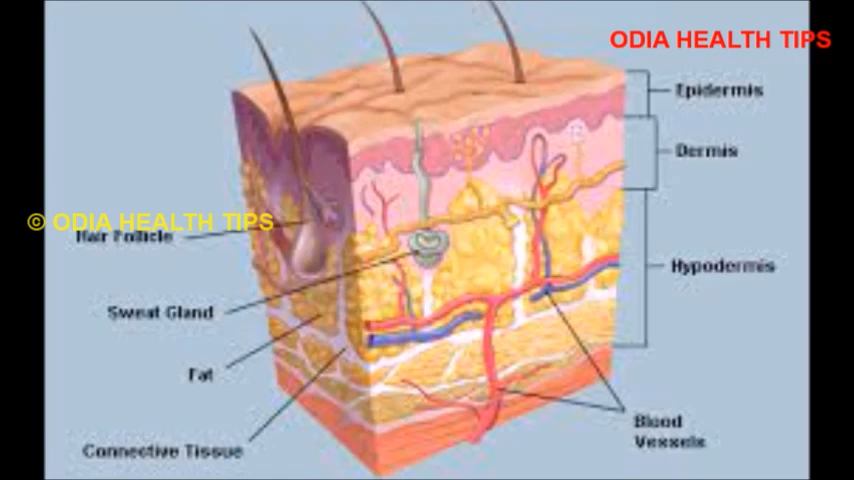 ODIA HEALTH TIPS
Epidermis
Dermis
© ODIA HEALTH TIPS
Hair Follicle
Hypodermis
Sweat Gland
Fat
Blood
Vessels
Connective Tissue